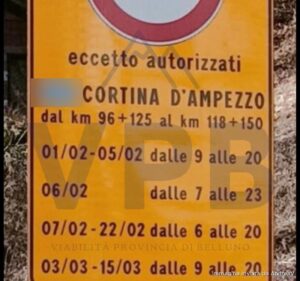 eccetto autorizzati
CORTINA D'AMPEZZO
dal km 96+125 al km 118+150
01/02-05/02 dalle 9 alle 20
06/02 dalle 7 alle 23
07/02-22/02 dalle 6 alle 20
VPB
VIABILITÀ PROVINCIA DI BELLUNO
03/03-15/03 dalle 9 alle 20